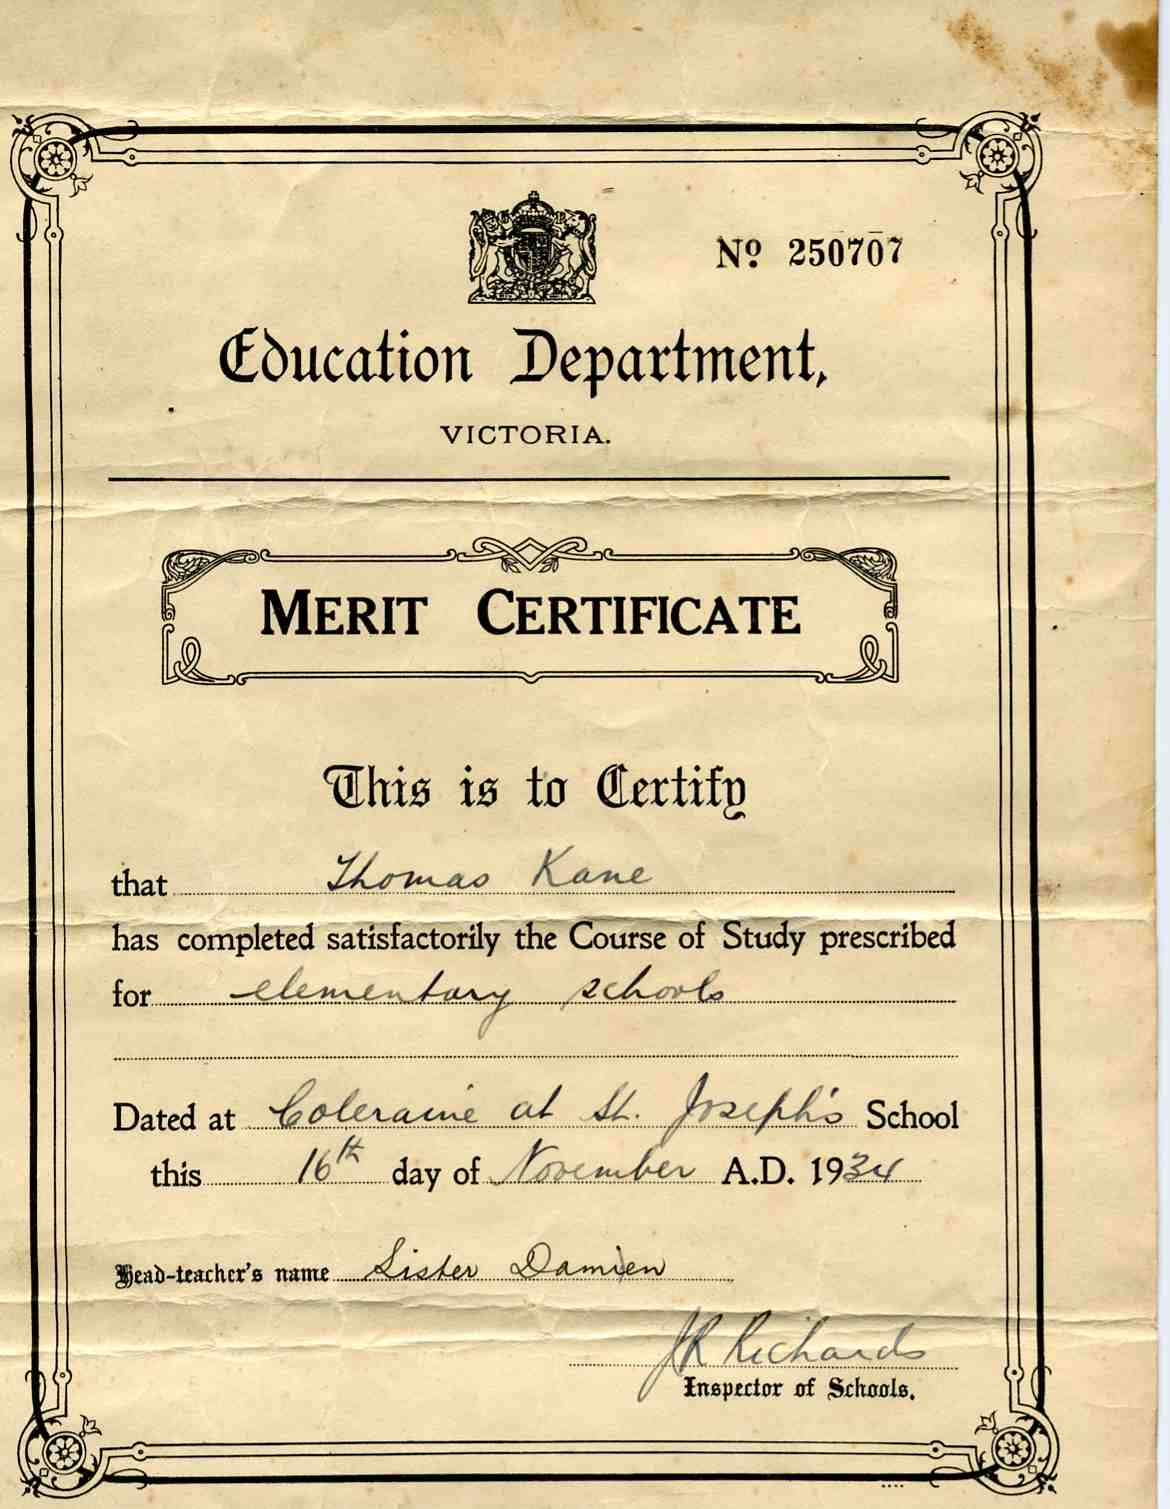 Nº 250707
Education Department,
VICTORIA.
MERIT CERTIFICATE
This is to Certify
that Thomas Kane
has completed satisfactorily the Course of Study prescribed
for elementary schools
Dated at Coleraine at St. Joseph's School
this 16th day of November A.D. 1934
Head-teacher's name Sister Damien
JR Richards
Inspector of Schools.